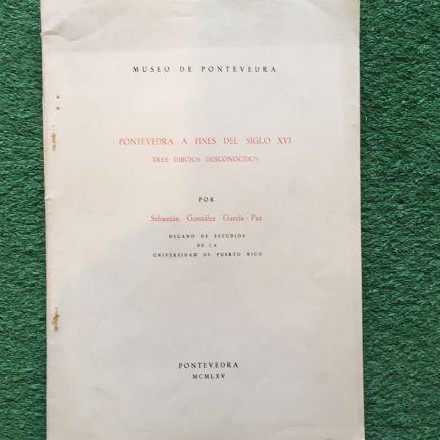 MUSEO DE PONTEVEDRA
PONTEVEDRA A FINES DEL SIGLO XVI
TRES DIBUJOS DESCONOCIDOS
POR
Sebastián González García - Paz
DECANO DE ESTUDIOS
DE LA
UNIVERSIDAD DE PUERTO RICO
PONTEVEDRA
MCMLXV